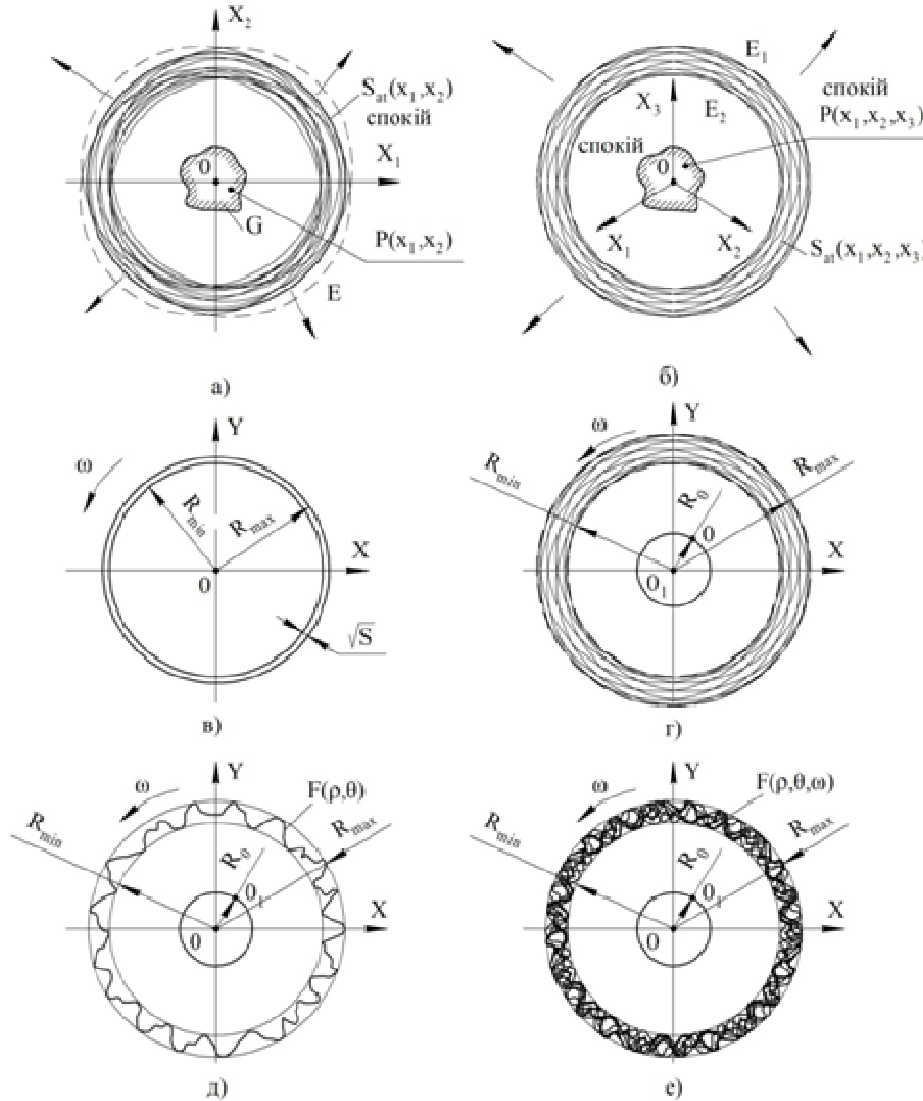 X₂
Sₐₜ(x₁,x₂)
спокій
X₁
0
G
P(x₁,x₂)
E
а)
E₁
спокій
P(x₁,x₂,x₃)
X₃
E₂
спокій
0
X₁
X₂
Sₐₜ(x₁,x₂,x₃)
б)
Y
ω
Rmin
Rmax
X
0
√S
в)
Y
ω
Rmin
Rmax
R₀
0
X
O₁
г)
Y
ω
F(ρ,θ)
Rmin
Rmax
R₀
0₁
X
0
д)
Y
ω
F(ρ,θ,ω)
Rmin
Rmax
R₀
0₁
X
O
е)